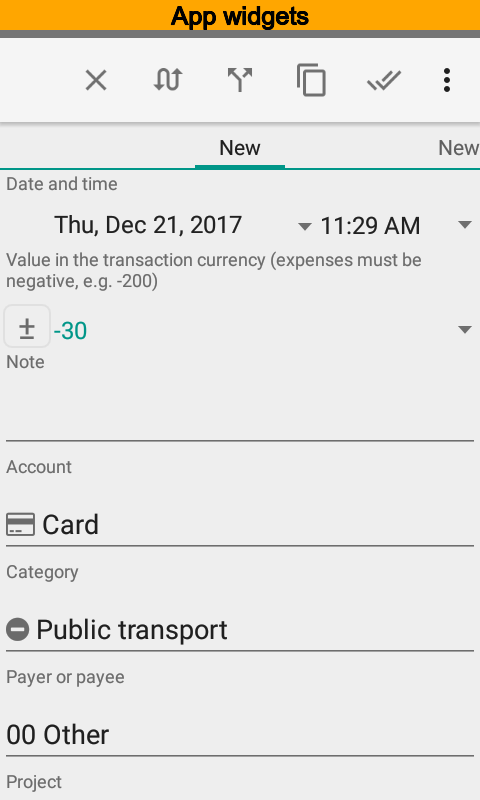 App widgets
New
New
Date and time
Thu, Dec 21, 2017
11:29 AM
Value in the transaction currency (expenses must be
negative, e.g. -200)
± -30
Note
Account
Card
Category
Public transport
Payer or payee
00 Other
Project